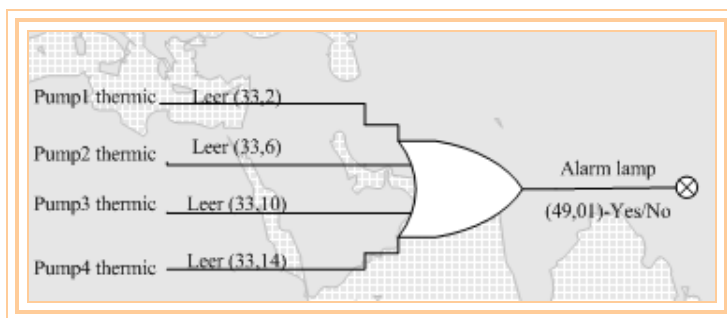 Pump1 thermic Leer (33,2)
Pump2 thermic Leer (33,6)
Pump3 thermic Leer (33,10)
Pump4 thermic Leer (33,14)
Alarm lamp
(49,01)-Yes/No